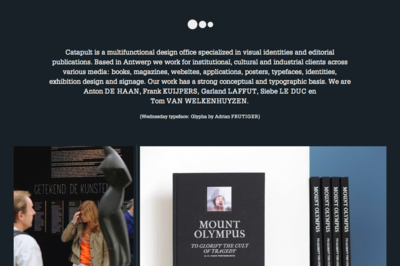 Catapult is a multifunctional design office specialized in visual identities and editorial
publications. Based in Antwerp we work for institutional, cultural and industrial clients across
various media: books, magazines, websites, applications, posters, typefaces, identities,
exhibition design and signage. Our work has a strong conceptual and typographic basis. We are
Anton DE HAAN, Frank KUIJPERS, Garland LAFFUT, Siebe LE DUC en
Tom VAN WELKENHUYZEN.
(Wednesday typeface: Glypha by Adrian FRUTIGER)
GETEKEND DE KUNSTEN
MOUNT
OLYMPUS
TO GLORIFY THE CULT
OF TRAGEDY
MOUNT OLYMPUS
MOUNT OLYMPUS
MOUNT OLYMPUS
MOUNT OLYMPUS